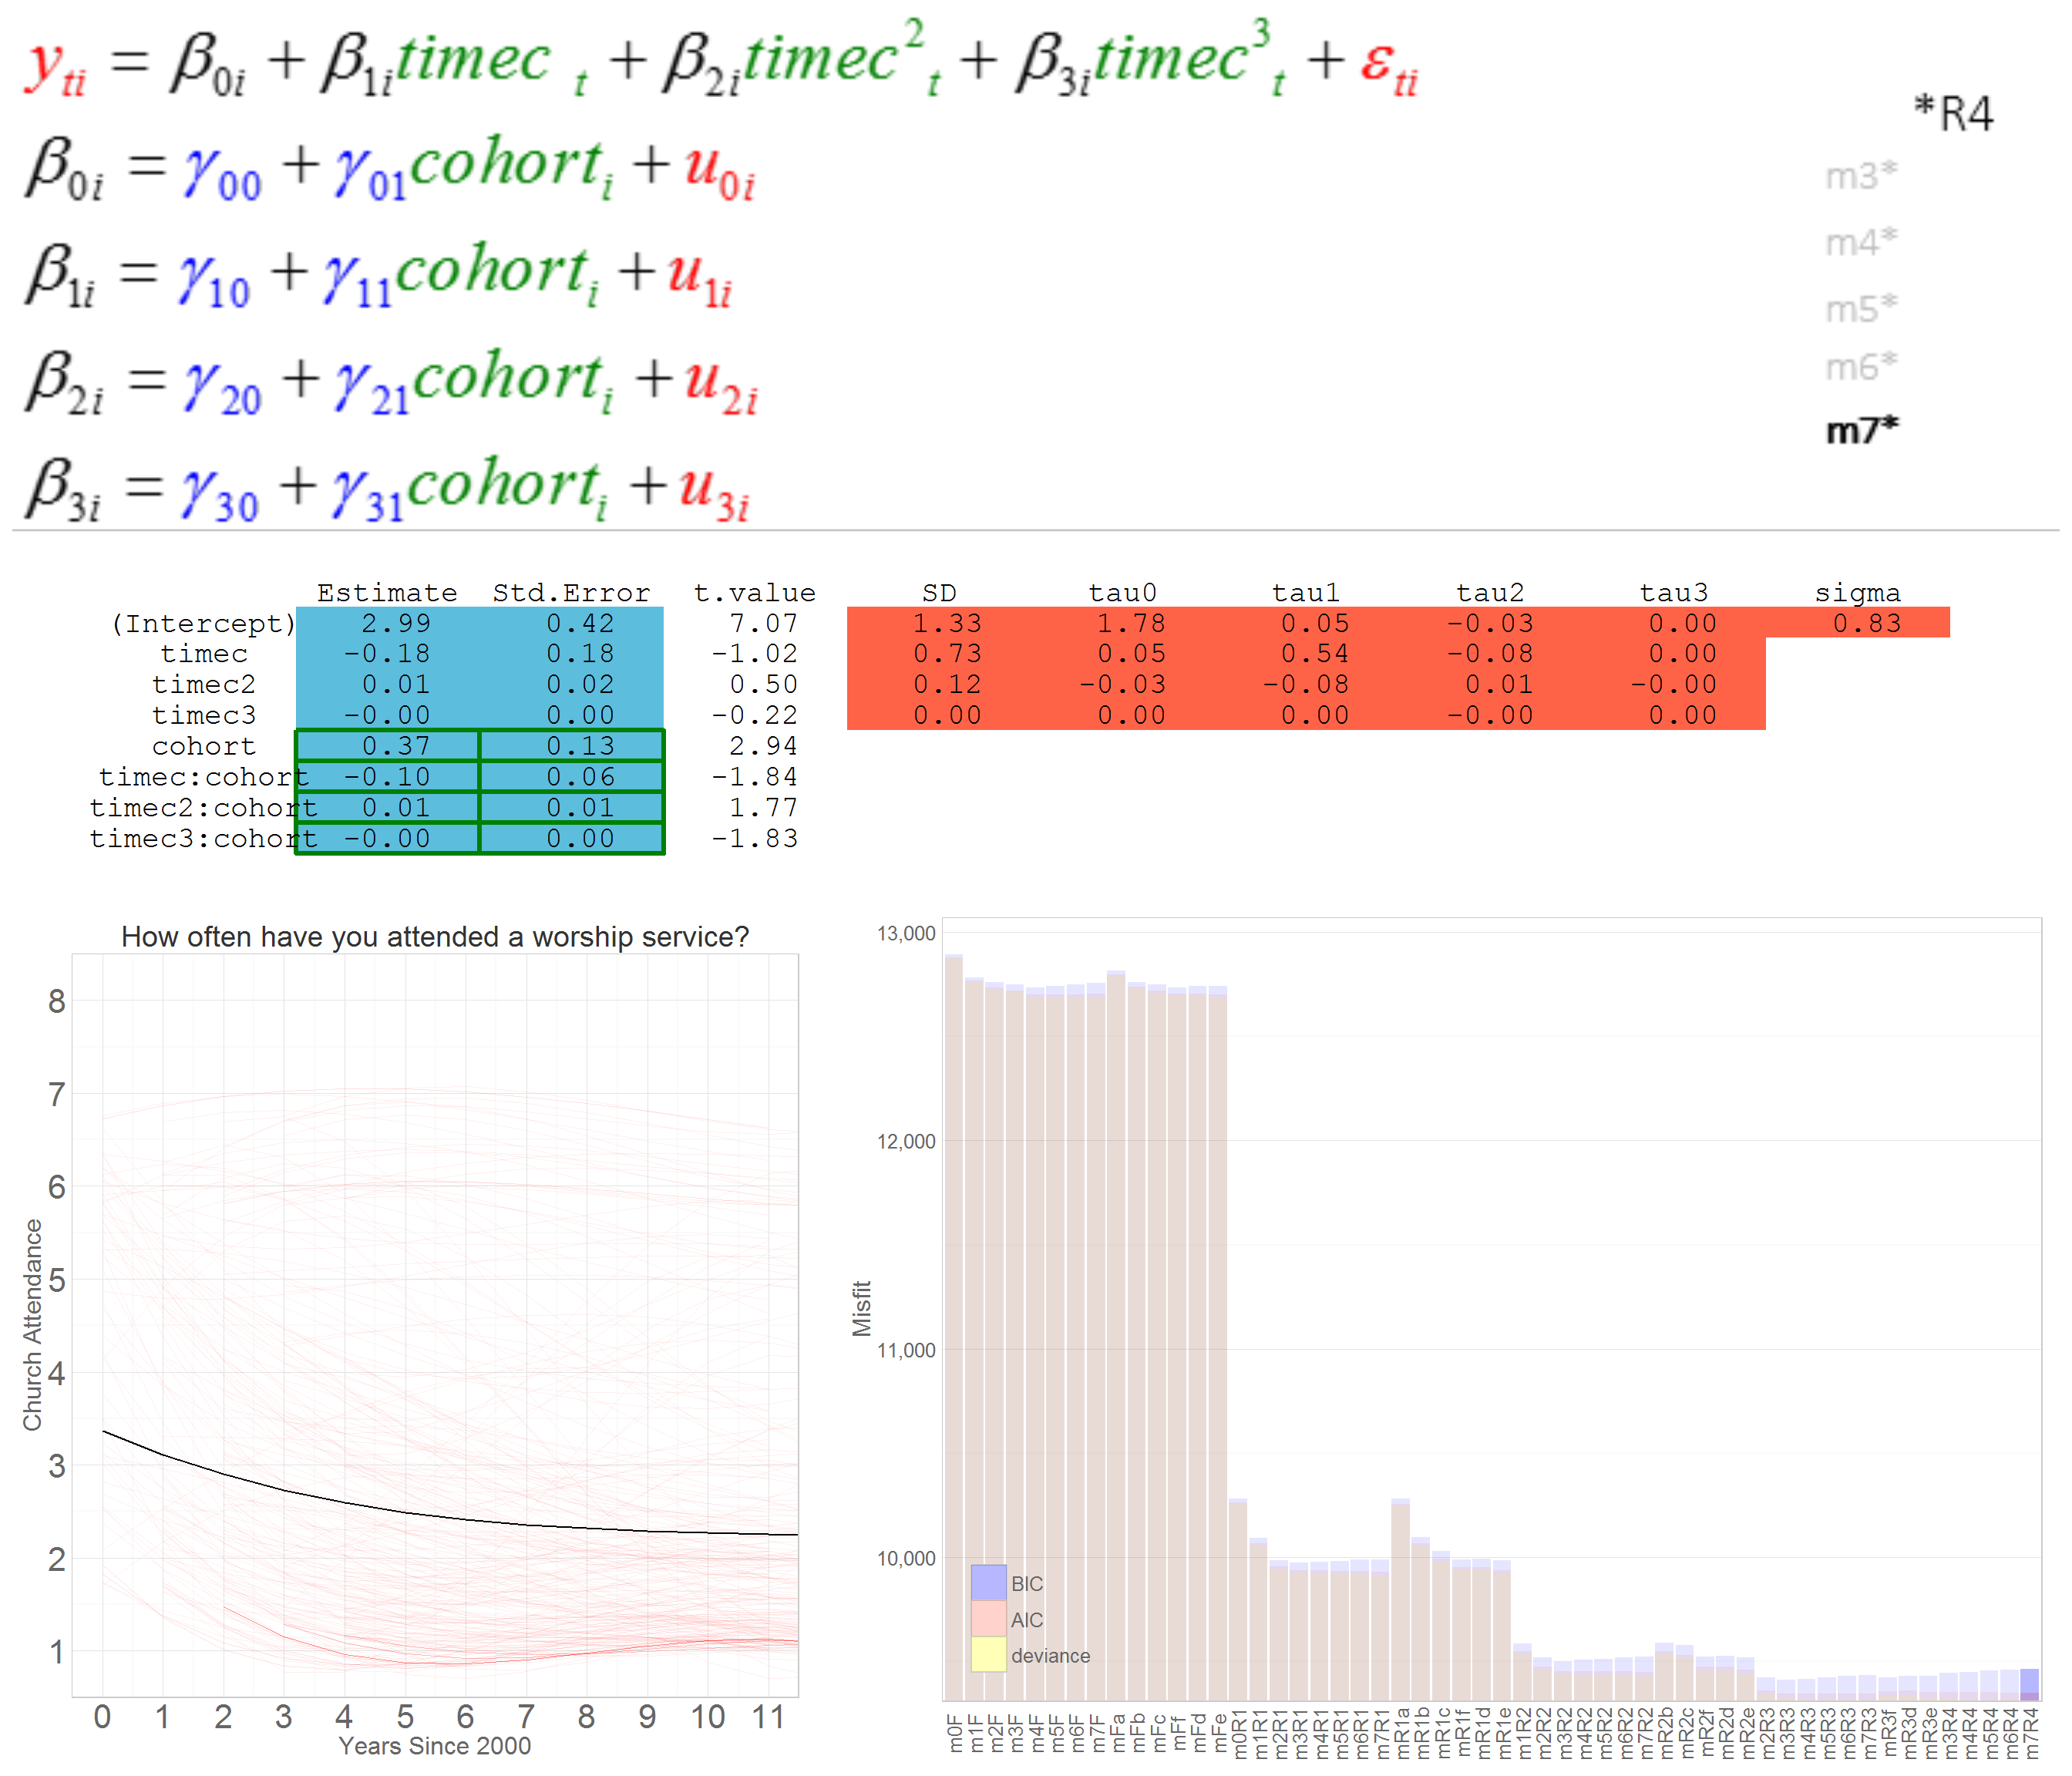 y_ti = β_0i + β_1i timec_t + β_2i timec²_t + β_3i timec³_t + ε_ti
*R4
β_0i = γ_00 + γ_01 cohort_i + u_0i
m3*
m4*
β_1i = γ_10 + γ_11 cohort_i + u_1i
m5*
β_2i = γ_20 + γ_21 cohort_i + u_2i
m6*
m7*
β_3i = γ_30 + γ_31 cohort_i + u_3i
Estimate Std.Error t.value SD tau0 tau1 tau2 tau3 sigma
(Intercept) 2.99 0.42 7.07 1.33 1.78 0.05 -0.03 0.00 0.83
timec -0.18 0.18 -1.02 0.73 0.05 0.54 -0.08 0.00
timec2 0.01 0.02 0.50 0.12 -0.03 -0.08 0.01 -0.00
timec3 -0.00 0.00 -0.22 0.00 0.00 0.00 -0.00 0.00
cohort 0.37 0.13 2.94
timec:cohort -0.10 0.06 -1.84
timec2:cohort 0.01 0.01 1.77
timec3:cohort -0.00 0.00 -1.83
How often have you attended a worship service?
Church Attendance
8
7
6
5
4
3
2
1
0 1 2 3 4 5 6 7 8 9 10 11
Years Since 2000
Misfit
13,000
12,000
11,000
10,000
BIC
AIC
deviance
m0F m1F m2F m3F m4F m5F m6F m7F mFa mFb mFc mFf mFd mFe m0R1 m1R1 m2R1 m3R1 m4R1 m5R1 m6R1 m7R1 mR1a mR1b mR1c mR1f mR1d mR1e m1R2 m2R2 m3R2 m4R2 m5R2 m6R2 m7R2 mR2b mR2c mR2f mR2d mR2e m2R3 m3R3 m4R3 m5R3 m6R3 m7R3 mR3f mR3d mR3e m3R4 m4R4 m5R4 m6R4 m7R4